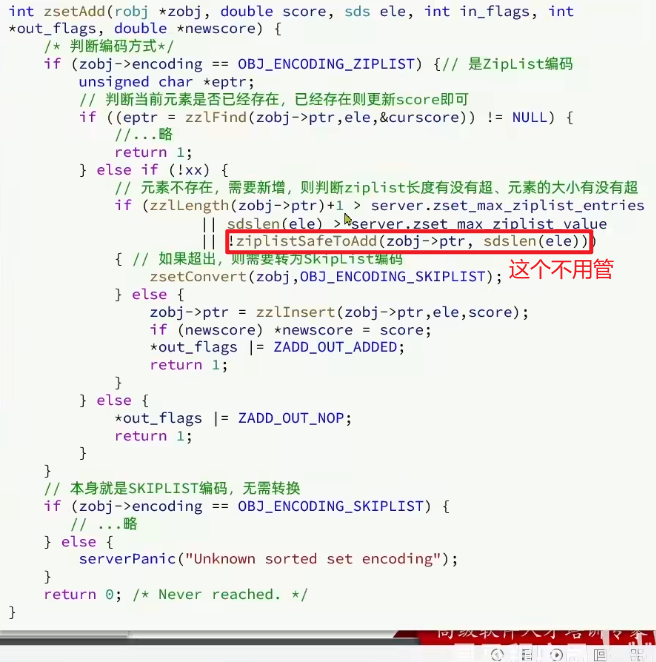 int zsetAdd(robj *zobj, double score, sds ele, int in_flags, int
*out_flags, double *newscore) {
/* 判断编码方式*/
if (zobj->encoding == OBJ_ENCODING_ZIPLIST) {// 是ZipList编码
unsigned char *eptr;
// 判断当前元素是否已经存在，已经存在则更新score即可
if ((eptr = zzlFind(zobj->ptr,ele,&curscore)) != NULL) {
//...略
return 1;
} else if (!xx) {
// 元素不存在，需要新增，则判断ziplist长度有没有超、元素的大小有没有超
if (zzlLength(zobj->ptr)+1 > server.zset_max_ziplist_entries
|| sdslen(ele) > server.zset_max_ziplist_value
|| !ziplistSafeToAdd(zobj->ptr, sdslen(ele)))
{ // 如果超出，则需要转为SkipList编码
zsetConvert(zobj,OBJ_ENCODING_SKIPLIST);
这个不用管
} else {
zobj->ptr = zzlInsert(zobj->ptr,ele,score);
if (newscore) *newscore = score;
*out_flags |= ZADD_OUT_ADDED;
return 1;
}
} else {
*out_flags |= ZADD_OUT_NOP;
return 1;
}
}
// 本身就是SKIPLIST编码，无需转换
if (zobj->encoding == OBJ_ENCODING_SKIPLIST) {
// ...略
} else {
serverPanic("Unknown sorted set encoding");
}
return 0; /* Never reached. */
}